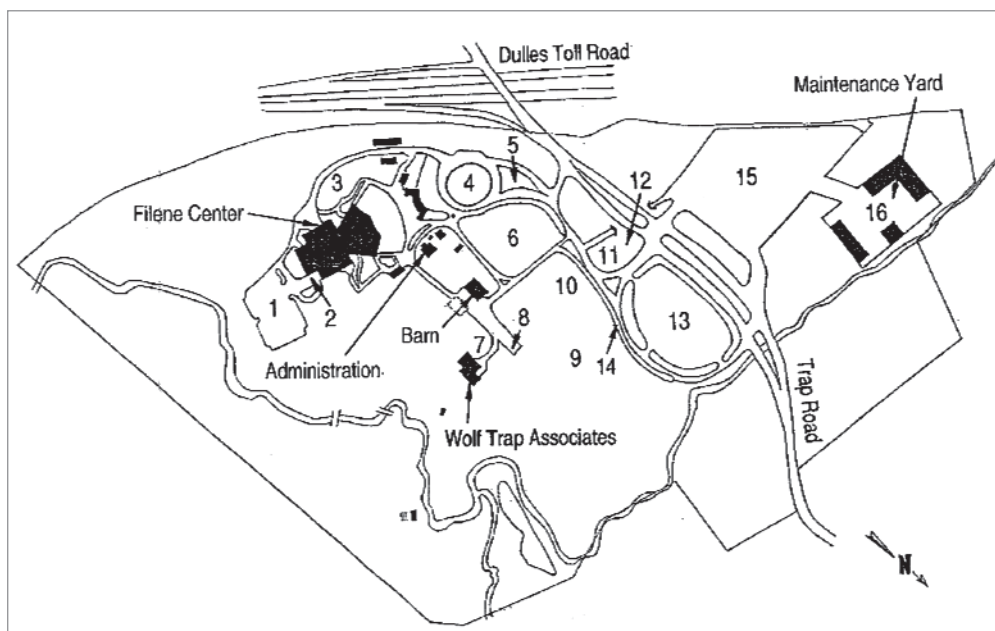 Dulles Toll Road
Maintenance Yard
5
3
4
12
15
Filene Center
16
6
11
10
1
2
8
13
Barn
7
9
14
Administration
Trap Road
Wolf Trap Associates
N